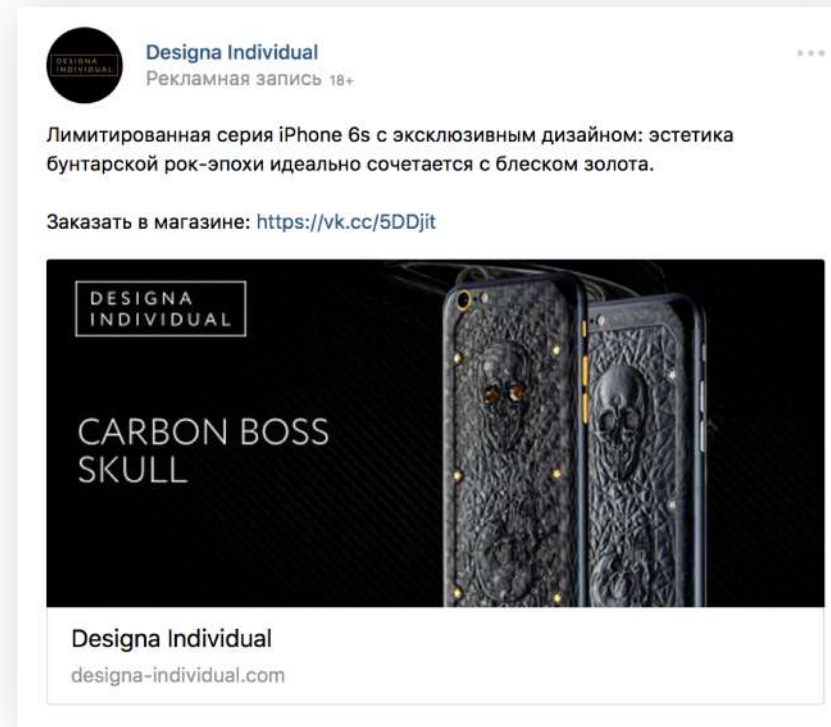 DESIGNA
INDIVIDUAL
Designa Individual
Рекламная запись 18+
Лимитированная серия iPhone 6s с эксклюзивным дизайном: эстетика
бунтарской рок-эпохи идеально сочетается с блеском золота.
Заказать в магазине: https://vk.cc/5DDjit
DESIGNA
INDIVIDUAL
CARBON BOSS
SKULL
Designa Individual
designa-individual.com